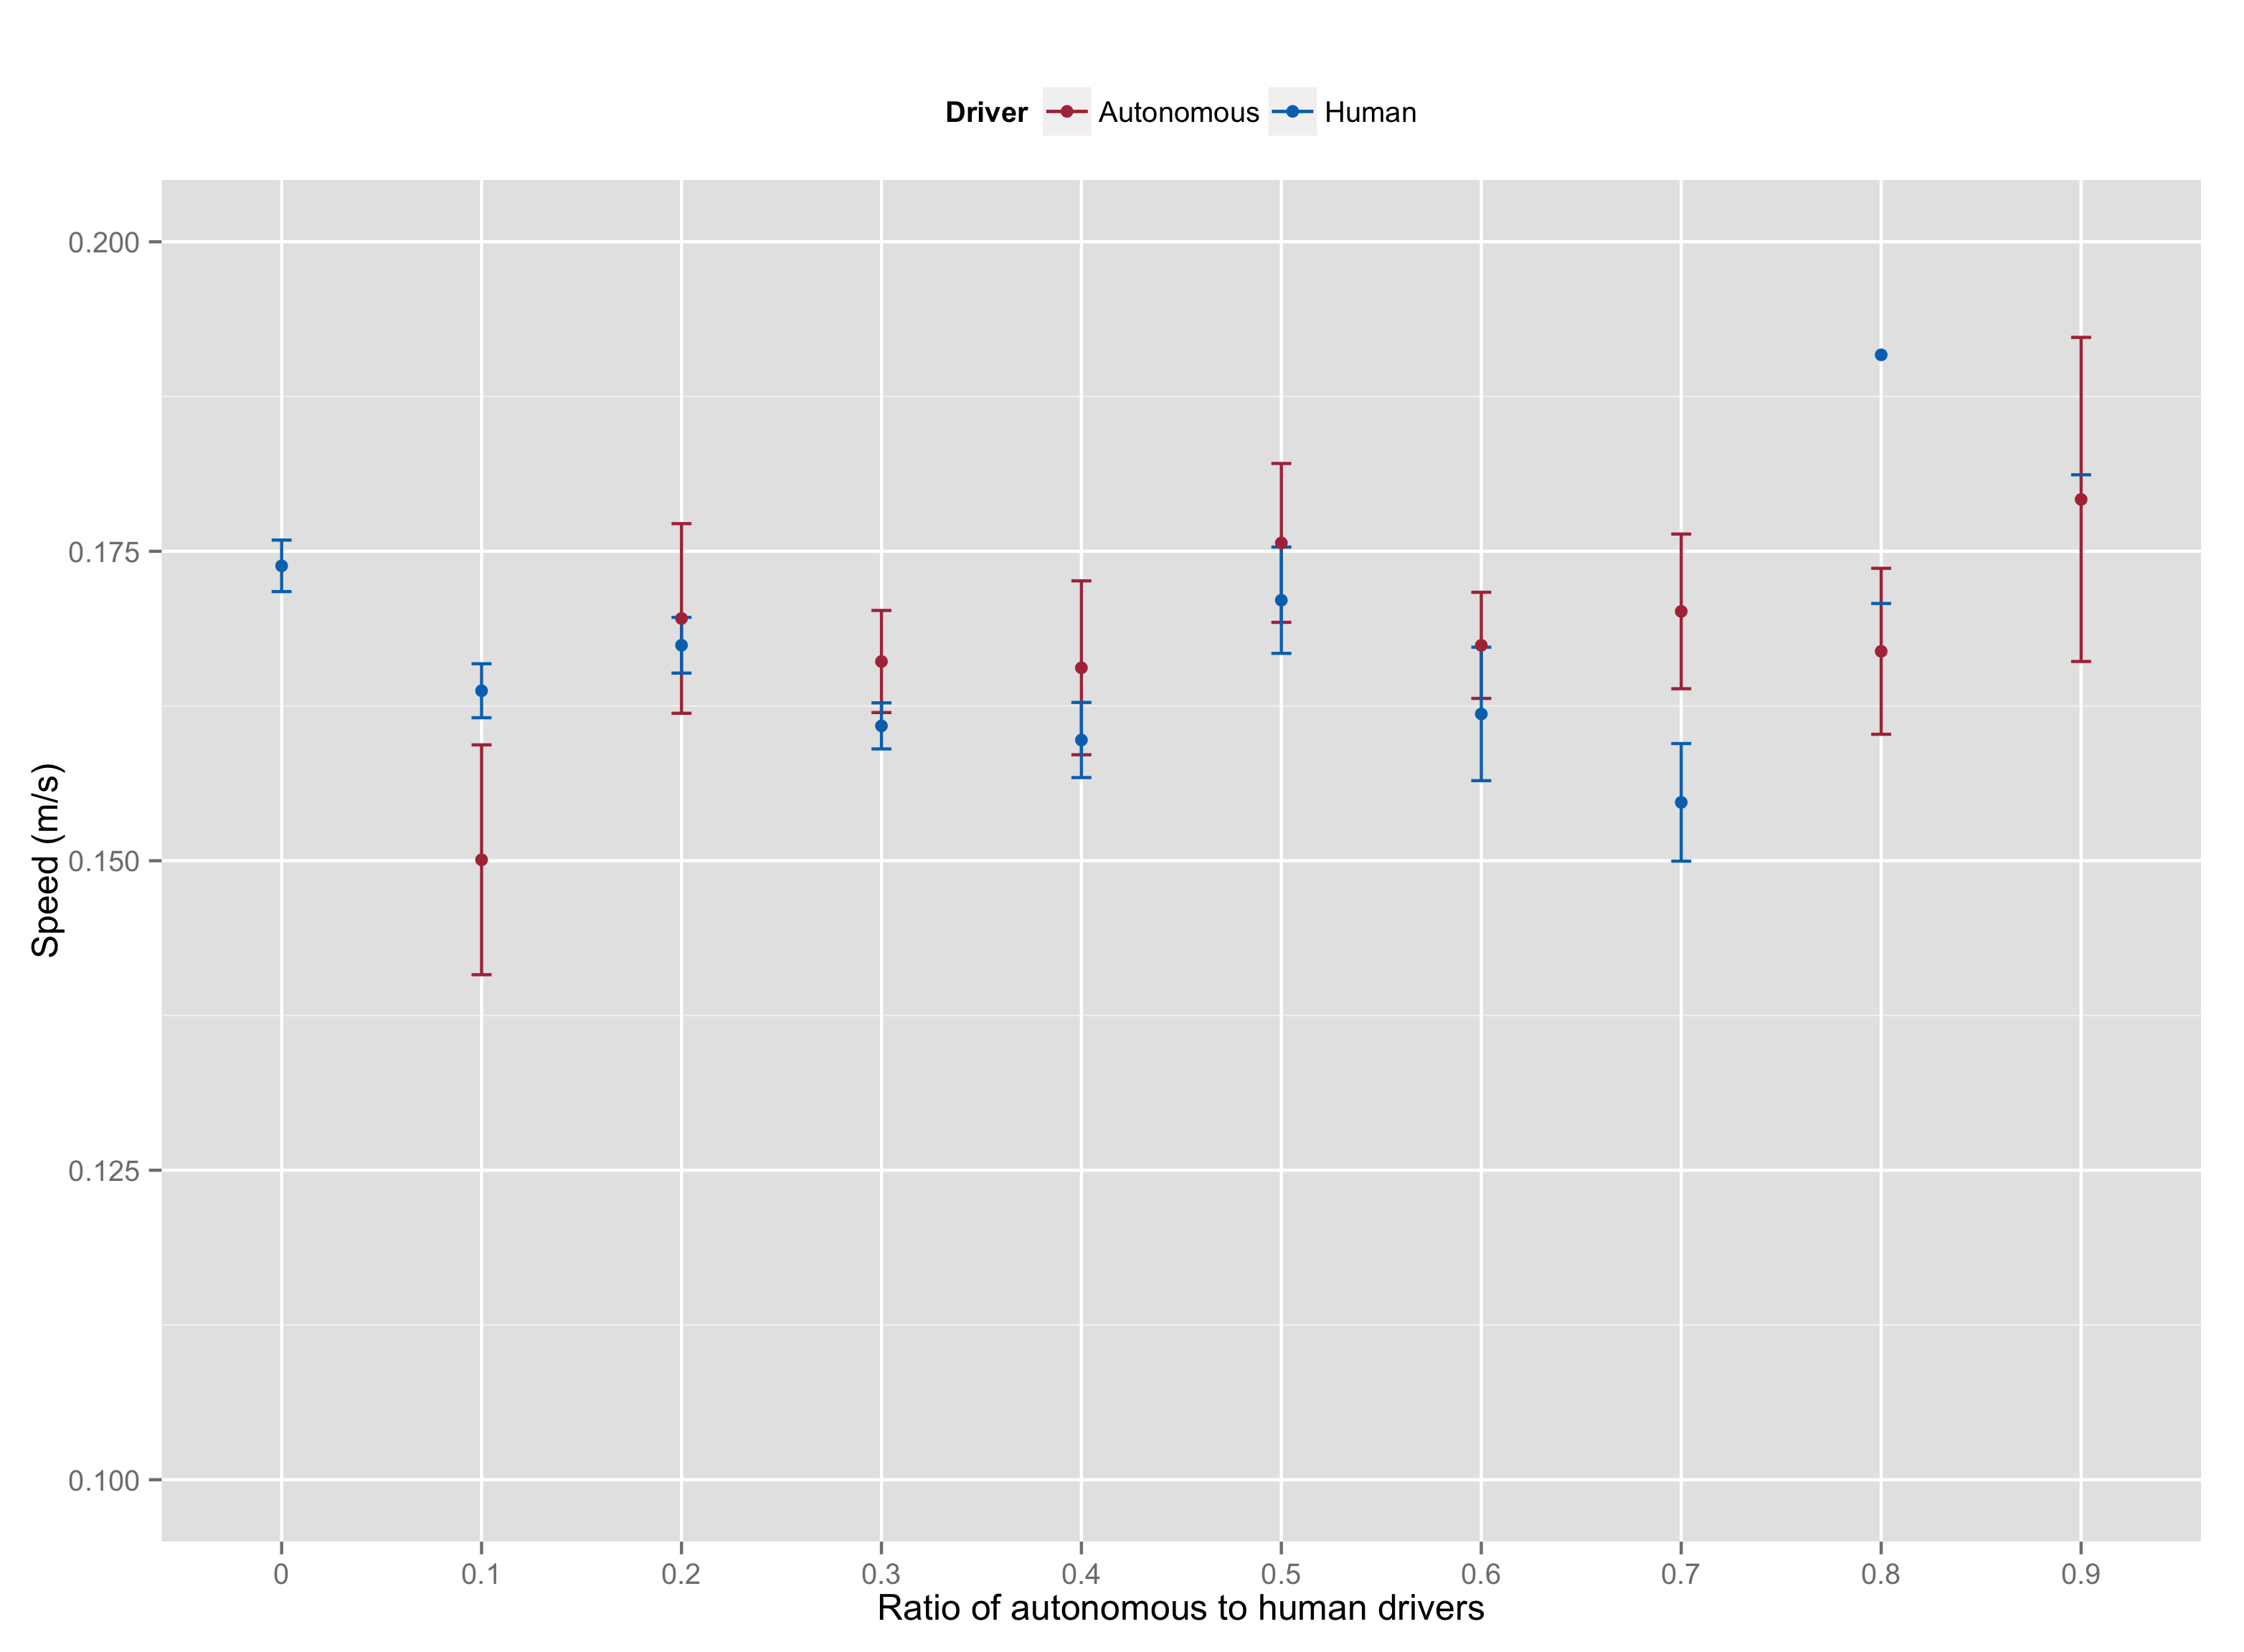 Driver Autonomous Human
0.200
0.175
0.150
0.125
0.100
Speed (m/s)
0 0.1 0.2 0.3 0.4 0.5 0.6 0.7 0.8 0.9
Ratio of autonomous to human drivers